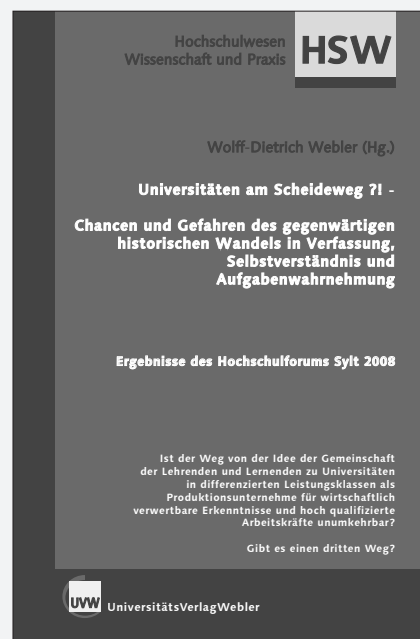 Hochschulwesen
Wissenschaft und Praxis
HSW
Wolff-Dietrich Webler (Hg.)
Universitäten am Scheideweg ?! -
Chancen und Gefahren des gegenwärtigen
historischen Wandels in Verfassung,
Selbstverständnis und
Aufgabenwahrnehmung
Ergebnisse des Hochschulforums Sylt 2008
Ist der Weg von der Idee der Gemeinschaft
der Lehrenden und Lernenden zu Universitäten
in differenzierten Leistungsklassen als
Produktionsunternehme für wirtschaftlich
verwertbare Erkenntnisse und hoch qualifizierte
Arbeitskräfte unumkehrbar?
Gibt es einen dritten Weg?
UVW
UniversitätsVerlagWebler